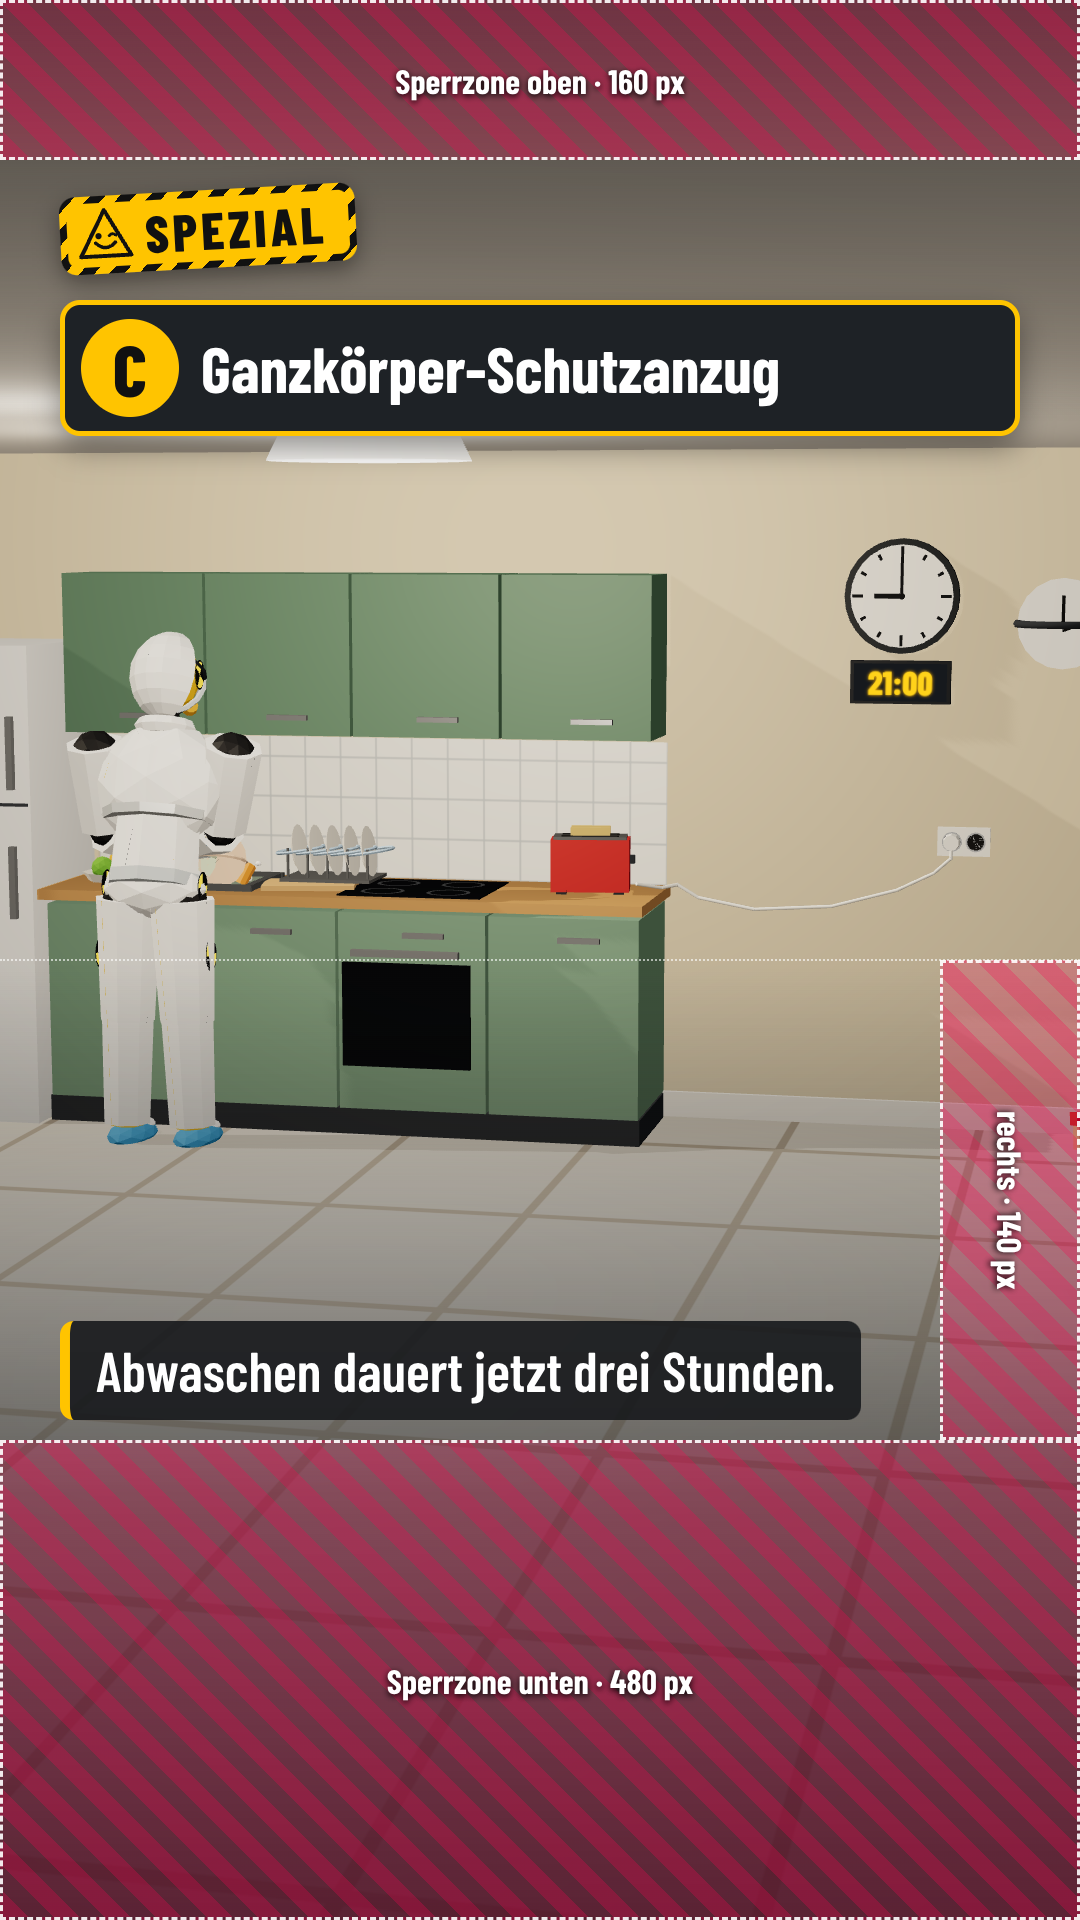 Sperrzone oben · 160 px
SPEZIAL
C Ganzkörper-Schutzanzug
21:00
rechts · 140 px
Abwaschen dauert jetzt drei Stunden.
Sperrzone unten · 480 px